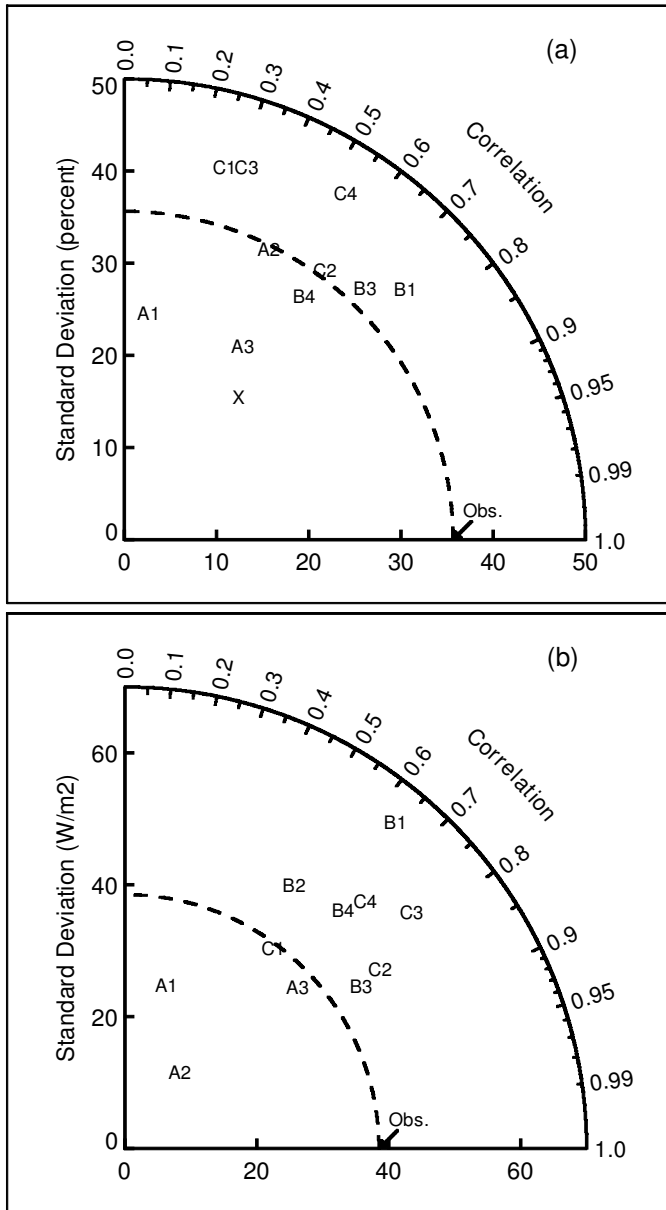 (a)
0.0 0.1 0.2 0.3 0.4 0.5 0.6 0.7 0.8 0.9 0.95 0.99 1.0
Correlation
Standard Deviation (percent)
50
40
30
20
10
0
C1 C3
C4
A2
C2
B4
B3
B1
A1
A3
X
Obs.
0 10 20 30 40 50
(b)
0.0 0.1 0.2 0.3 0.4 0.5 0.6 0.7 0.8 0.9 0.95 0.99 1.0
Correlation
Standard Deviation (W/m2)
60
40
20
0
B1
B2
C4
B4
C3
C1
C2
A1
A3
B3
A2
Obs.
0 20 40 60